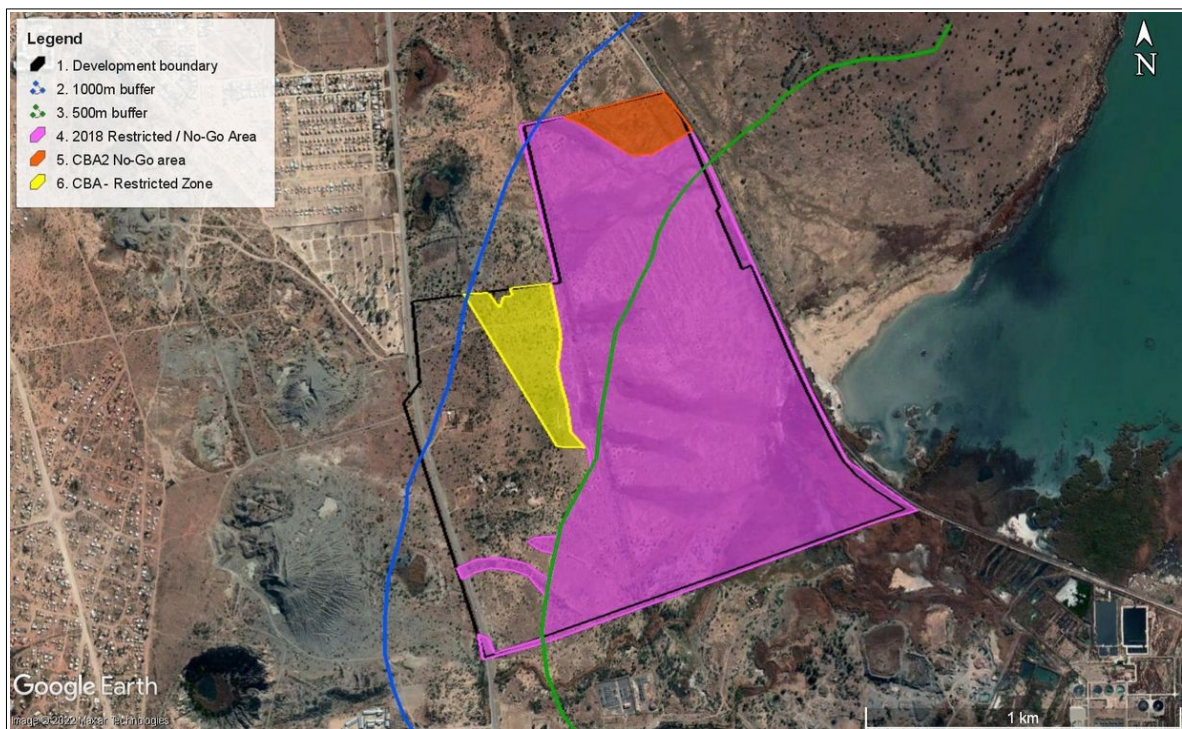 Legend
1. Development boundary
2. 1000m buffer
3. 500m buffer
4. 2018 Restricted / No-Go Area
5. CBA2 No-Go area
6. CBA - Restricted Zone
N
Google Earth
Image © 2022 Maxar Technologies
1 km